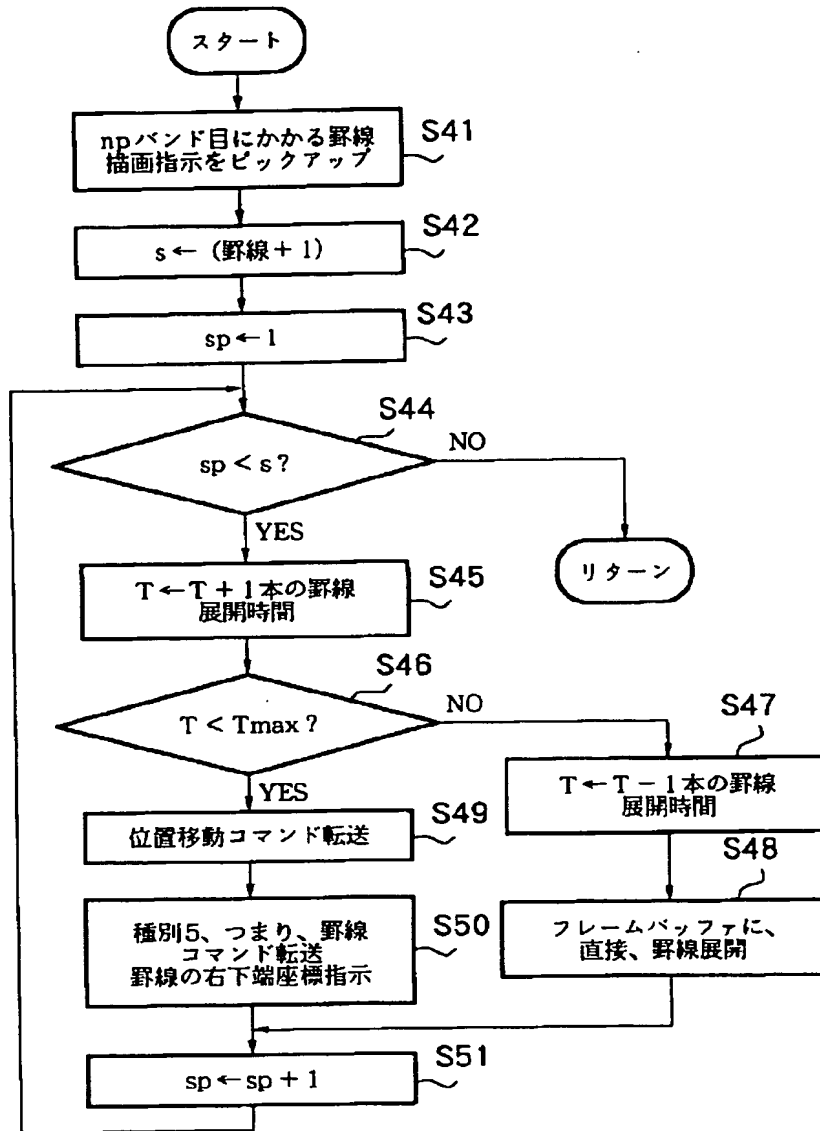 スタート
npバンド目にかかる罫線
描画指示をピックアップ
S41
s←(罫線+1)
S42
sp←1
S43
sp<s?
S44
NO
YES
リターン
T←T+1本の罫線
展開時間
S45
T<Tmax?
S46
NO
YES
T←T-1本の罫線
展開時間
S47
位置移動コマンド転送
S49
フレームバッファに、
直接、罫線展開
S48
種別5、つまり、罫線
コマンド転送
罫線の右下端座標指示
S50
sp←sp+1
S51